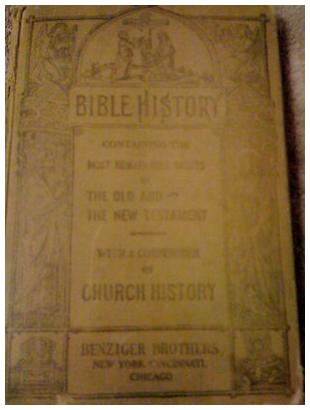 BIBLE HISTORY
CONTAINING THE
MOST REMARKABLE EVENTS
OF
THE OLD AND
THE NEW TESTAMENT
WITH A COMPENDIUM
OF
CHURCH HISTORY
BENZIGER BROTHERS
NEW YORK, CINCINNATI,
CHICAGO